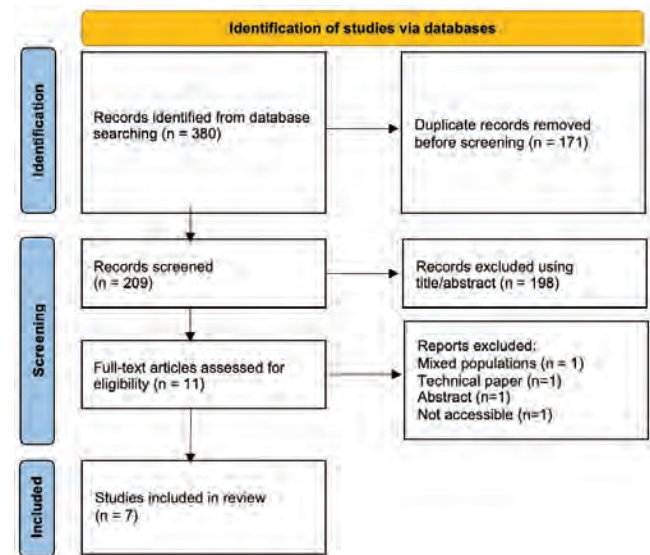 Identification of studies via databases
Identification
Records identified from database
searching (n = 380)
Duplicate records removed
before screening (n = 171)
Screening
Records screened
(n = 209)
Records excluded using
title/abstract (n = 198)
Full-text articles assessed for
eligibility (n = 11)
Reports excluded:
Mixed populations (n = 1)
Technical paper (n=1)
Abstract (n=1)
Not accessible (n=1)
Included
Studies included in review
(n = 7)